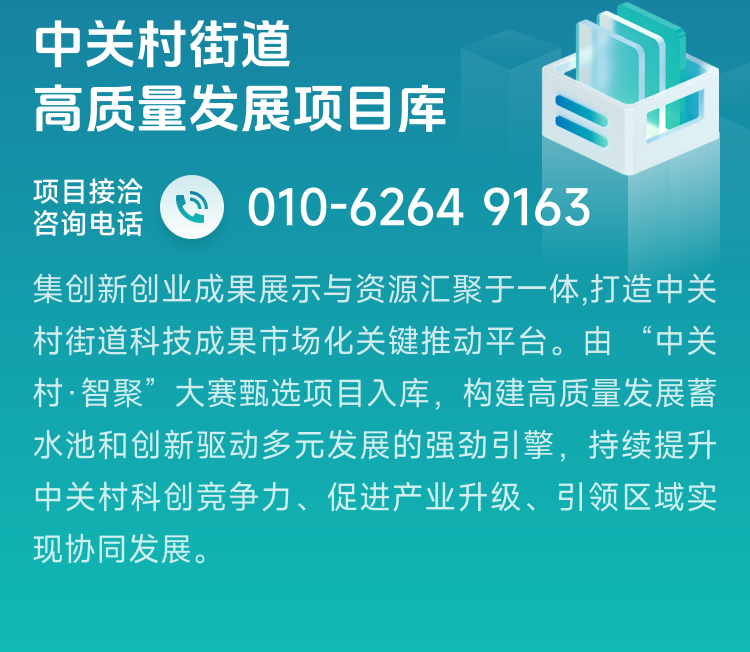 中关村街道
高质量发展项目库
项目接洽
咨询电话
010-6264 9163
集创新创业成果展示与资源汇聚于一体,打造中关
村街道科技成果市场化关键推动平台。由 “中关
村·智聚”大赛甄选项目入库，构建高质量发展蓄
水池和创新驱动多元发展的强劲引擎，持续提升
中关村科创竞争力、促进产业升级、引领区域实
现协同发展。